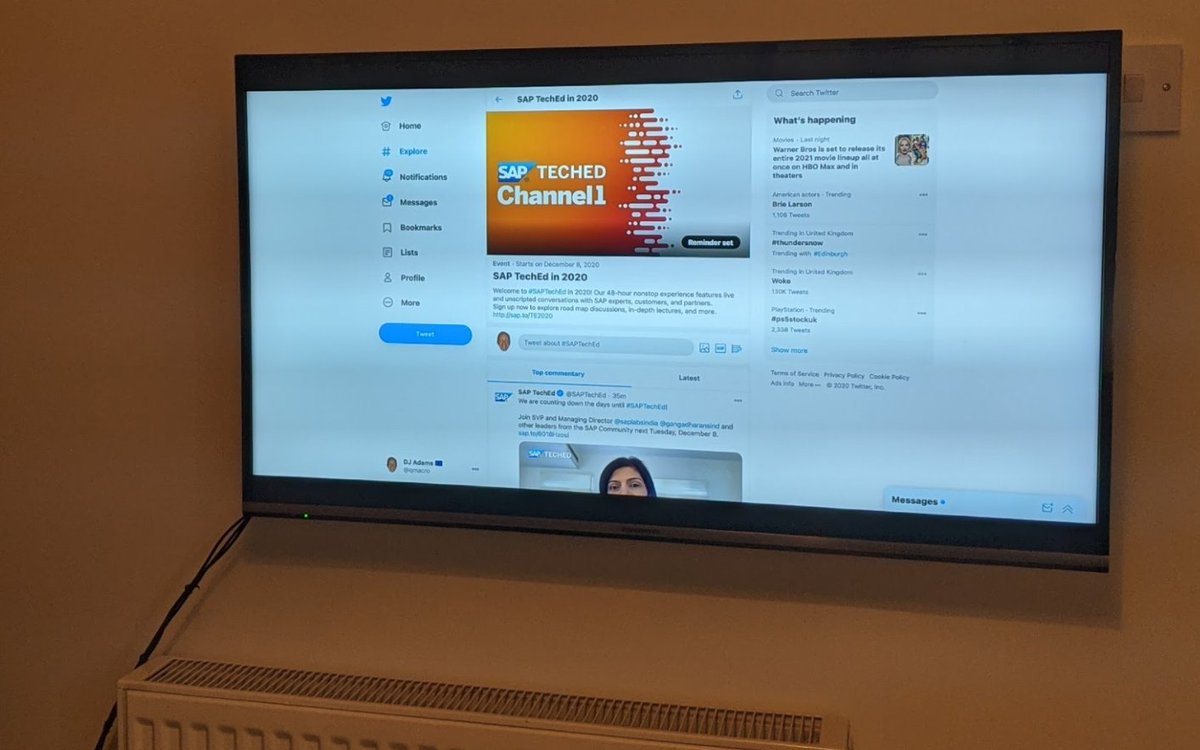 Home
Explore
Notifications
Messages
Bookmarks
Lists
Profile
More
Tweet
DJ Adams
@qmacro
SAP TechEd in 2020
SAP TECHED
Channel1
Reminder set
Event · Starts on December 8, 2020
SAP TechEd in 2020
Welcome to #SAPTechEd in 2020! Our 48-hour nonstop experience features live
and unscripted conversations with SAP experts, customers, and partners.
Sign up now to explore road map discussions, in-depth lectures, and more.
http://sap.to/TE2020
Tweet about #SAPTechEd
GIF
Top commentary
Latest
SAP
SAP TechEd @SAPTechEd · 35m
We are counting down the days until #SAPTechEd!
Join SVP and Managing Director @saplabsindia @gangadharansind and
other leaders from the SAP Community next Tuesday, December 8.
SAP TECHED
Search Twitter
What's happening
Movies · Last night
Warner Bros is set to release its
entire 2021 movie lineup all at
once on HBO Max and in
theaters
American actors · Trending
Brie Larson
1,108 Tweets
Trending in United Kingdom
#thundersnow
Trending with #Edinburgh
Trending in United Kingdom
Woke
130K Tweets
PlayStation · Trending
#ps5stockuk
2,338 Tweets
Show more
Terms of Service Privacy Policy Cookie Policy
Ads info More © 2020 Twitter, Inc.
Messages